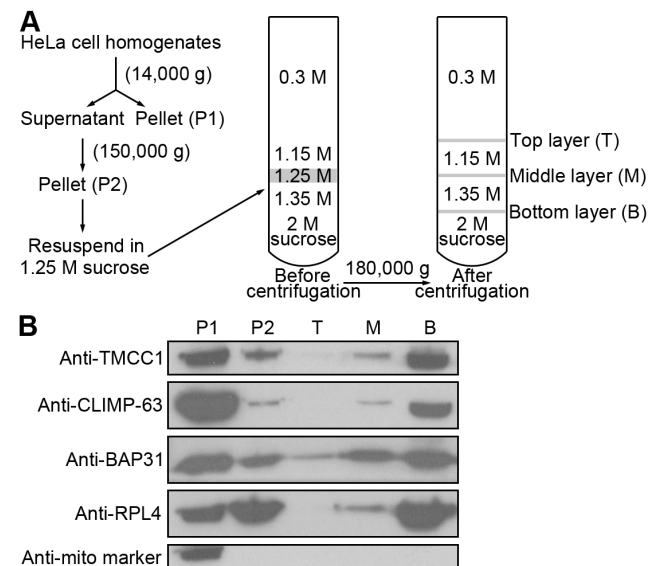 A
HeLa cell homogenates
(14,000 g)
Supernatant Pellet (P1)
(150,000 g)
Pellet (P2)
Resuspend in
1.25 M sucrose
0.3 M
1.15 M
1.25 M
1.35 M
2 M
sucrose
Before
centrifugation
180,000 g
0.3 M
1.15 M
1.35 M
2 M
sucrose
After
centrifugation
Top layer (T)
Middle layer (M)
Bottom layer (B)
B
P1 P2 T M B
Anti-TMCC1
Anti-CLIMP-63
Anti-BAP31
Anti-RPL4
Anti-mito marker